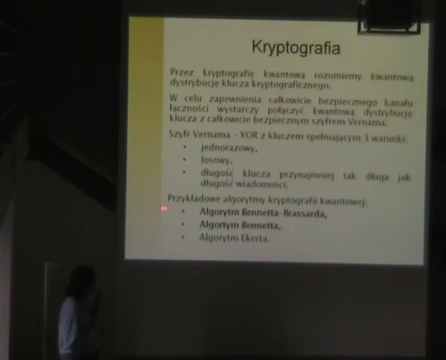 Kryptografia
Przez kryptografię kwantową rozumiemy kwantową
dystrybucję klucza kryptograficznego.
W celu zapewnienia całkowicie bezpiecznego kanału
łączności wystarczy połączyć kwantową dystrybucję
klucza z całkowicie bezpiecznym szyfrem Vernama.
Szyfr Vernama - XOR z kluczem spełniającym 3 warunki:
• jednorazowy,
• losowy,
• długość klucza przynajmniej tak długa jak
długość wiadomości.
Przykładowe algorytmy kryptografii kwantowej:
• Algorytm Bennetta-Brassarda,
• Algortym Bennetta,
• Algorytm Ekerta.